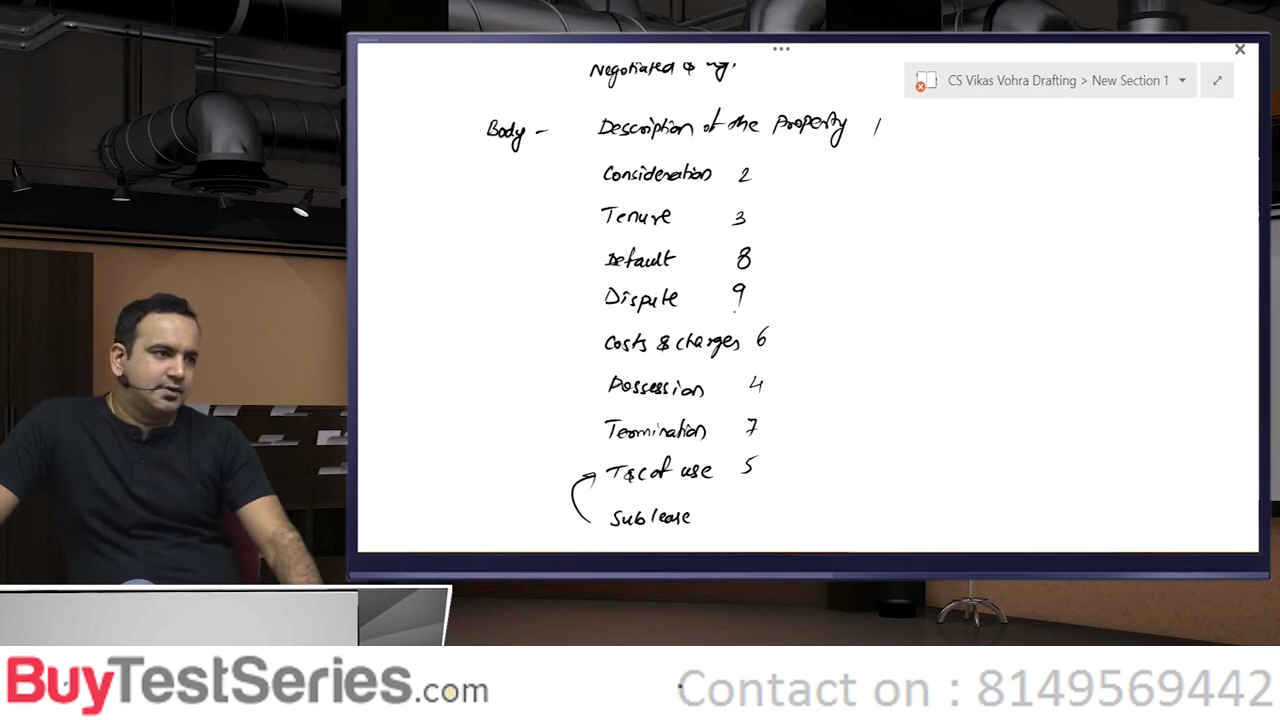 Negotiated &
CS Vikas Vohra Drafting > New Section 1
Body - Description of the Property 1
Consideration 2
Tenure 3
Default 8
Dispute 9
Costs & charges 6
Possession 4
Termination 7
T&C of use 5
Sublease
BuyTestSeries.com
Contact on : 8149569442